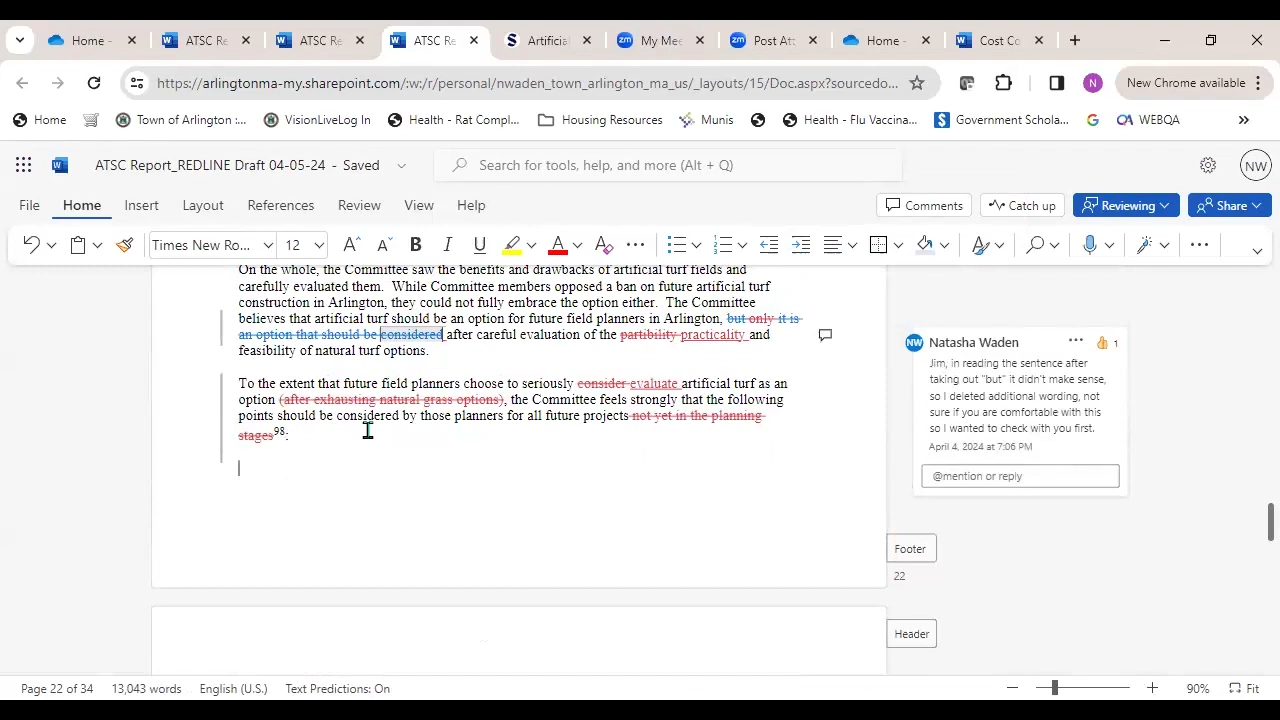 Home -
ATSC Re
ATSC Re
ATSC Re
Artificial
My Mee
Post Att
Home -
Cost Co
https://arlingtonma-my.sharepoint.com/:w:/r/personal/nwaden_town_arlington_ma_us/_layouts/15/Doc.aspx?sourcedo...
N
New Chrome available
Home
Town of Arlington :...
VisionLiveLog In
Health - Rat Compl...
Housing Resources
Munis
Health - Flu Vaccina...
Government Schola...
WEBQA
ATSC Report_REDLINE Draft 04-05-24 - Saved
Search for tools, help, and more (Alt + Q)
NW
File
Home
Insert
Layout
References
Review
View
Help
Comments
Catch up
Reviewing
Share
Times New Ro...
12
On the whole, the Committee saw the benefits and drawbacks of artificial turf fields and
carefully evaluated them. While Committee members opposed a ban on future artificial turf
construction in Arlington, they could not fully embrace the option either. The Committee
believes that artificial turf should be an option for future field planners in Arlington, but only it is
an option that should be considered after careful evaluation of the partibility practicality and
feasibility of natural turf options.
To the extent that future field planners choose to seriously consider evaluate artificial turf as an
option (after exhausting natural grass options), the Committee feels strongly that the following
points should be considered by those planners for all future projects not yet in the planning
stages98:
NW
Natasha Waden
1
Jim, in reading the sentence after
taking out "but" it didn't make sense,
so I deleted additional wording, not
sure if you are comfortable with this
so I wanted to check with you first.
April 4, 2024 at 7:06 PM
@mention or reply
Footer
22
Header
Page 22 of 34
13,043 words
English (U.S.)
Text Predictions: On
90%
Fit